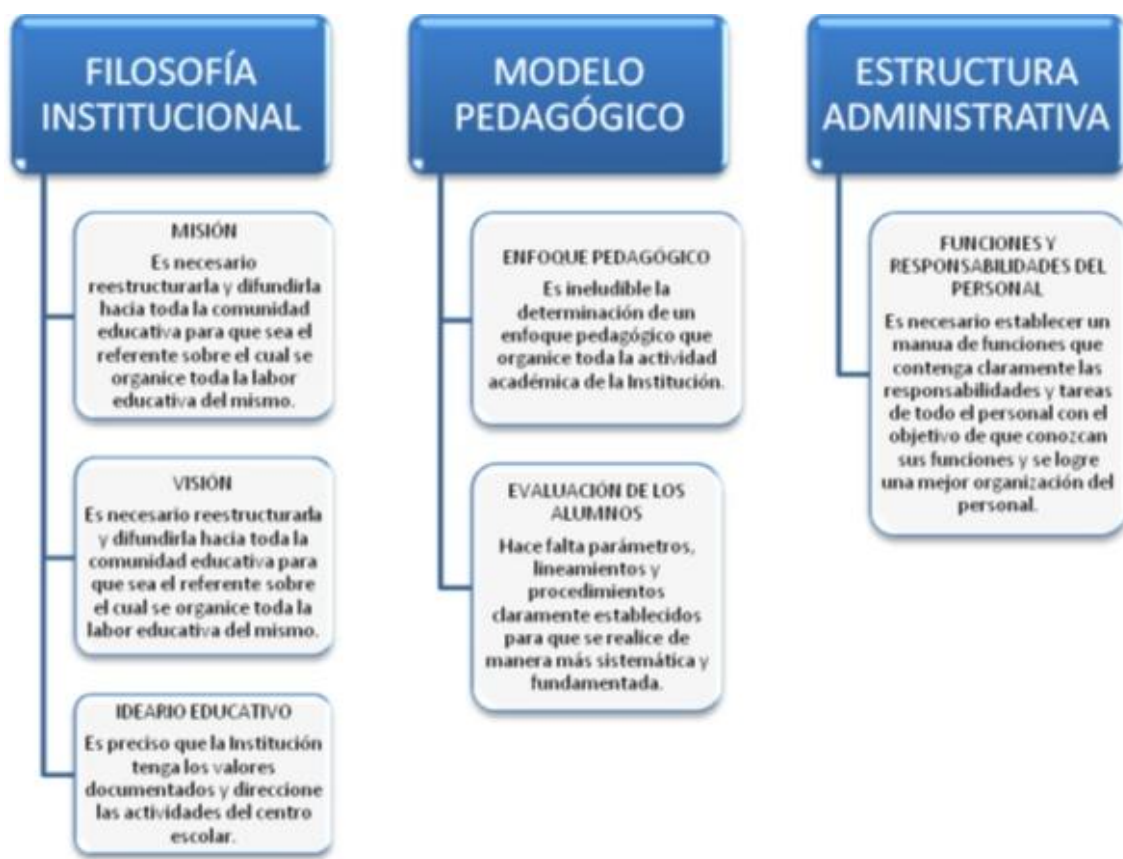 FILOSOFÍA
INSTITUCIONAL
MISIÓN
Es necesario
reestructurarla y difundirla
hacia toda la comunidad
educativa para que sea el
referente sobre el cual se
organice toda la labor
educativa del mismo.
VISIÓN
Es necesario reestructurarla
y difundirla hacia toda la
comunidad educativa para
que sea el referente sobre
el cual se organice toda la
labor educativa del mismo.
IDEARIO EDUCATIVO
Es preciso que la Institución
tenga los valores
documentados y direccione
las actividades del centro
escolar.
MODELO
PEDAGÓGICO
ENFOQUE PEDAGÓGICO
Es ineludible la
determinación de un
enfoque pedagógico que
organice toda la actividad
académica de la Institución.
EVALUACIÓN DE LOS
ALUMNOS
Hace falta parámetros,
lineamientos y
procedimientos
claramente establecidos
para que se realice de
manera más sistemática y
fundamentada.
ESTRUCTURA
ADMINISTRATIVA
FUNCIONES Y
RESPONSABILIDADES DEL
PERSONAL
Es necesario establecer un
manua de funciones que
contenga claramente las
responsabilidades y tareas
de todo el personal con el
objetivo de que conozcan
sus funciones y se logre
una mejor organización del
personal.